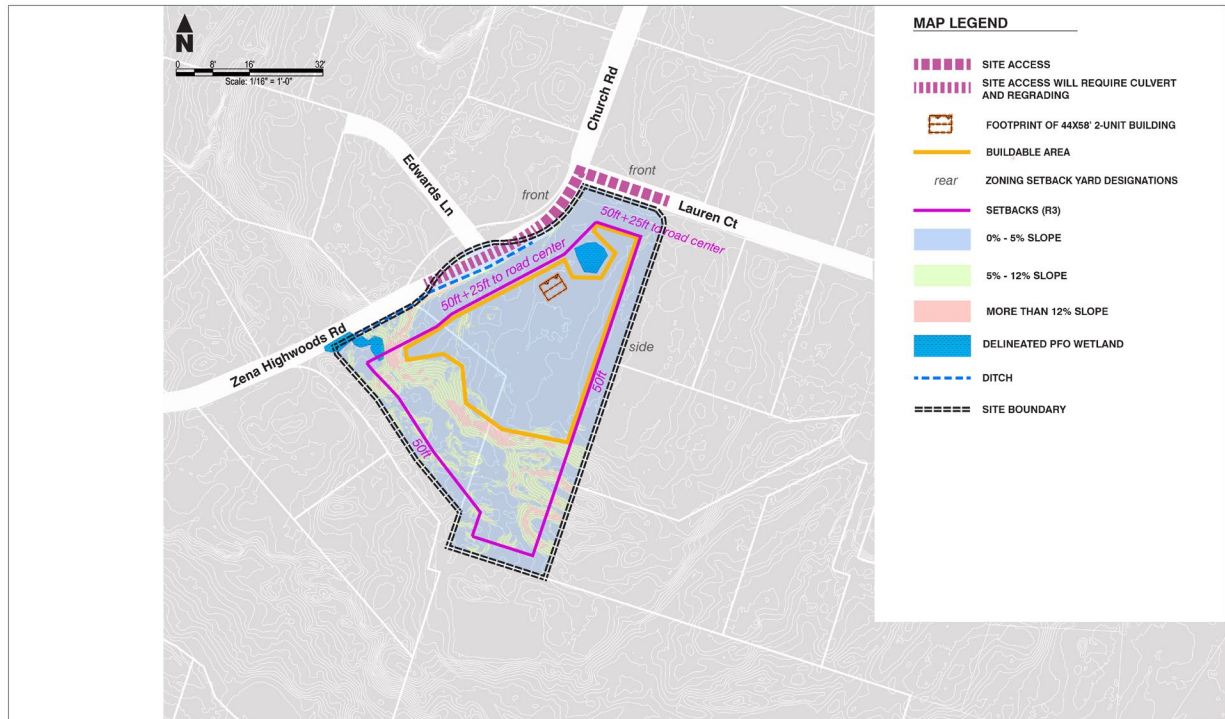 N
0 8' 16' 32'
Scale: 1/16" = 1'-0"
Church Rd
Edwards Ln
front
front
Lauren Ct
50ft+25ft to road center
50ft+25ft to road center
Zena Highwoods Rd
side
50ft
50ft
MAP LEGEND
SITE ACCESS
SITE ACCESS WILL REQUIRE CULVERT
AND REGRADING
FOOTPRINT OF 44X58' 2-UNIT BUILDING
BUILDABLE AREA
rear ZONING SETBACK YARD DESIGNATIONS
SETBACKS (R3)
0% - 5% SLOPE
5% - 12% SLOPE
MORE THAN 12% SLOPE
DELINEATED PFO WETLAND
DITCH
SITE BOUNDARY